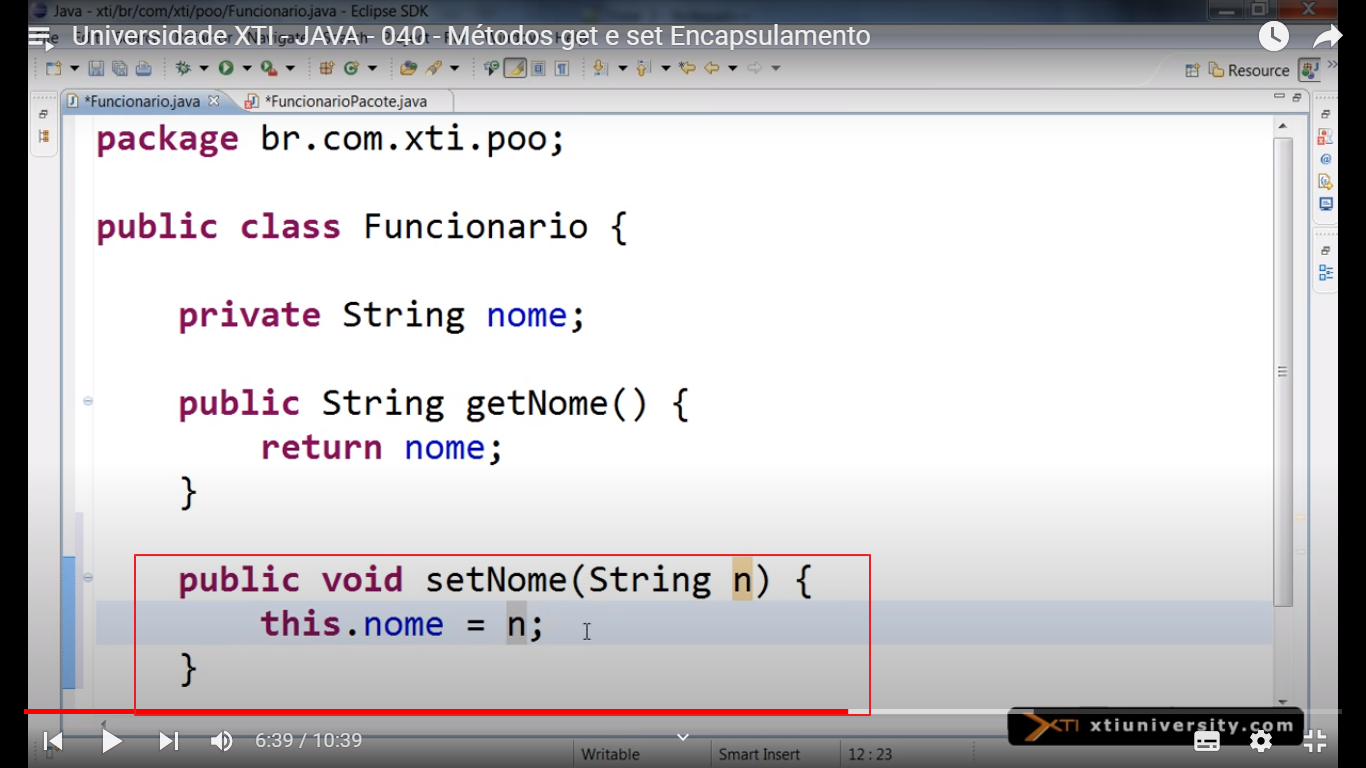 Java - xti/br/com/xti/poo/Funcionario.java - Eclipse SDK
Universidade XTI - JAVA - 040 - Métodos get e set Encapsulamento
Resource
*Funcionario.java
*FuncionarioPacote.java
package br.com.xti.poo;
public class Funcionario {
private String nome;
public String getNome() {
return nome;
}
public void setNome(String n) {
this.nome = n;
}
XTI xtiuniversity.com
6:39 / 10:39
Writable
Smart Insert
12 : 23